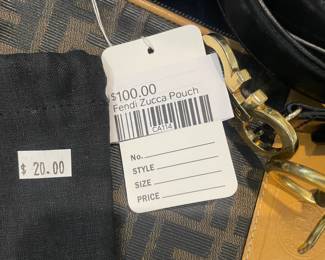 $100.00
Fendi Zucca Pouch
CA114
No.
STYLE
SIZE
PRICE
$ 20.00